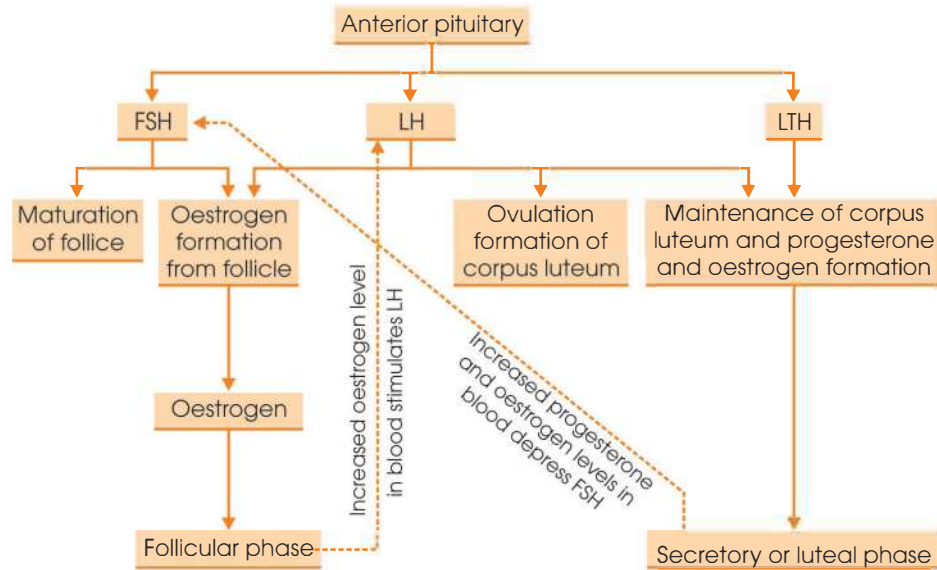 Anterior pituitary
FSH
LH
LTH
Maturation
of follice
Oestrogen
formation
from follicle
Ovulation
formation of
corpus luteum
Maintenance of corpus
luteum and progesterone
and oestrogen formation
Increased oestrogen level
in blood stimulates LH
Increased progesterone
and oestrogen levels in
blood depress FSH
Oestrogen
Follicular phase
Secretory or luteal phase